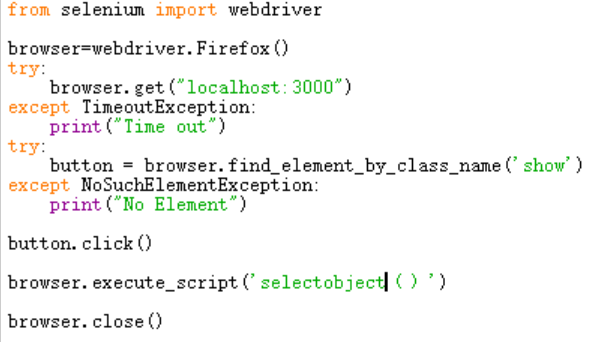 from selenium import webdriver
browser=webdriver.Firefox()
try:
    browser.get("localhost:3000")
except TimeoutException:
    print("Time out")
try:
    button = browser.find_element_by_class_name('show')
except NoSuchElementException:
    print("No Element")
button.click()
browser.execute_script('selectobject（）')
browser.close()